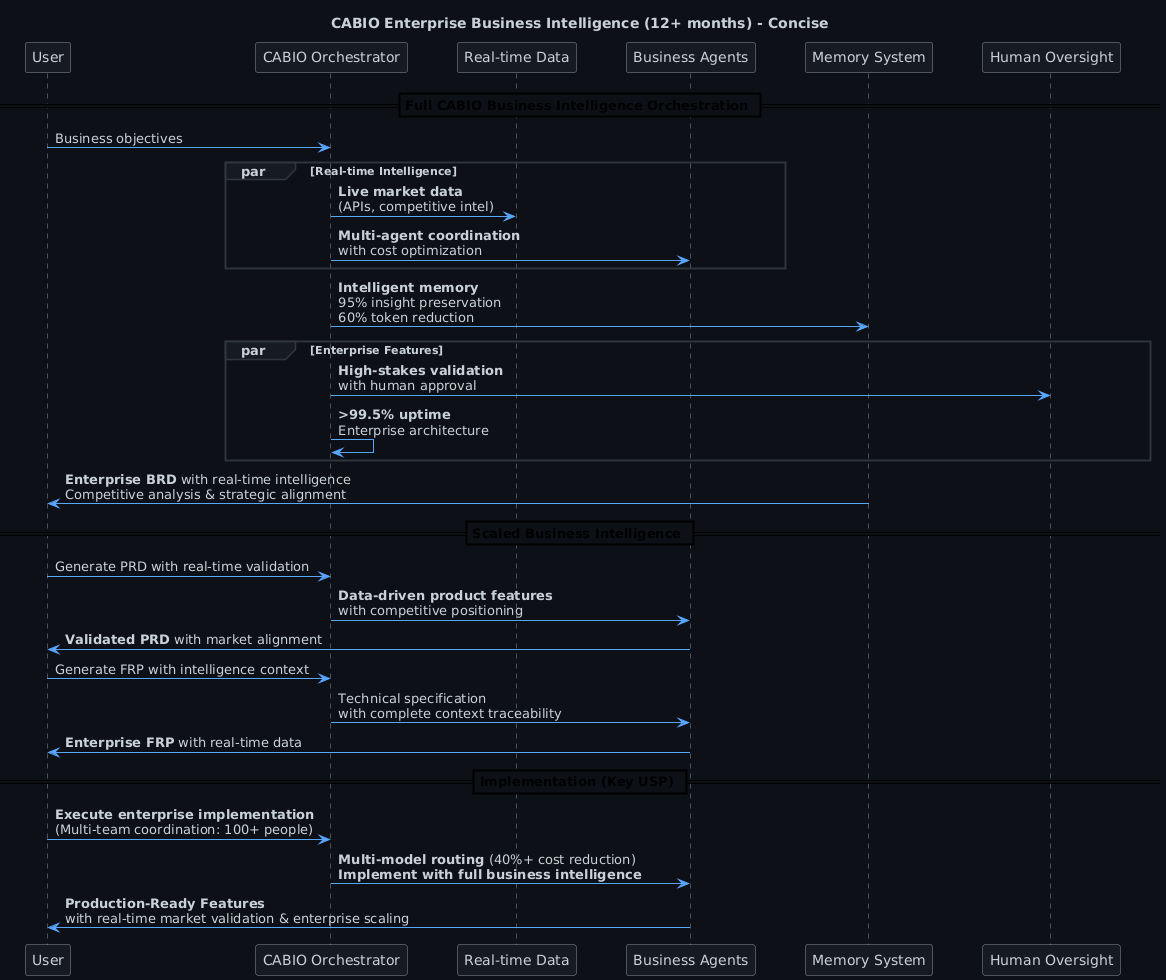 CABIO Enterprise Business Intelligence (12+ months) - Concise
User
CABIO Orchestrator
Real-time Data
Business Agents
Memory System
Human Oversight
Full CABIO Business Intelligence Orchestration
Business objectives
par
[Real-time Intelligence]
Live market data
(APIs, competitive intel)
Multi-agent coordination
with cost optimization
Intelligent memory
95% insight preservation
60% token reduction
par
[Enterprise Features]
High-stakes validation
with human approval
>99.5% uptime
Enterprise architecture
Enterprise BRD with real-time intelligence
Competitive analysis & strategic alignment
Scaled Business Intelligence
Generate PRD with real-time validation
Data-driven product features
with competitive positioning
Validated PRD with market alignment
Generate FRP with intelligence context
Technical specification
with complete context traceability
Enterprise FRP with real-time data
Implementation (Key USP)
Execute enterprise implementation
(Multi-team coordination: 100+ people)
Multi-model routing (40%+ cost reduction)
Implement with full business intelligence
Production-Ready Features
with real-time market validation & enterprise scaling
User
CABIO Orchestrator
Real-time Data
Business Agents
Memory System
Human Oversight